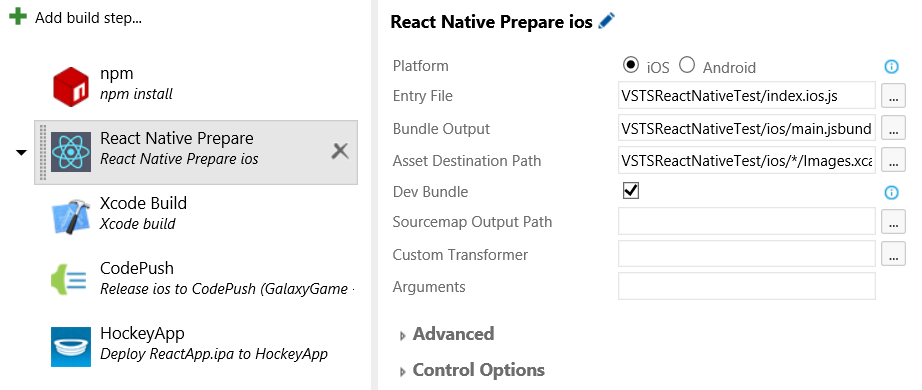 Add build step...
npm
npm install
React Native Prepare
React Native Prepare ios
Xcode Build
Xcode build
CodePush
Release ios to CodePush (GalaxyGame -
HockeyApp
Deploy ReactApp.ipa to HockeyApp
React Native Prepare ios
Platform iOS Android
Entry File VSTSReactNativeTest/index.ios.js ...
Bundle Output VSTSReactNativeTest/ios/main.jsbund ...
Asset Destination Path VSTSReactNativeTest/ios/*/Images.xca ...
Dev Bundle
Sourcemap Output Path ...
Custom Transformer ...
Arguments
Advanced
Control Options